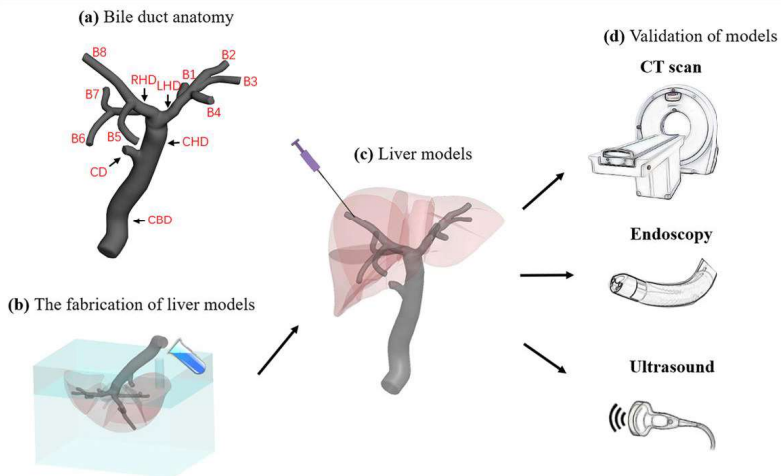 (a) Bile duct anatomy
B8
B2
B1
B3
RHD
LHD
B7
B4
B6
B5
CHD
CD
CBD
(b) The fabrication of liver models
(c) Liver models
(d) Validation of models
CT scan
Endoscopy
Ultrasound